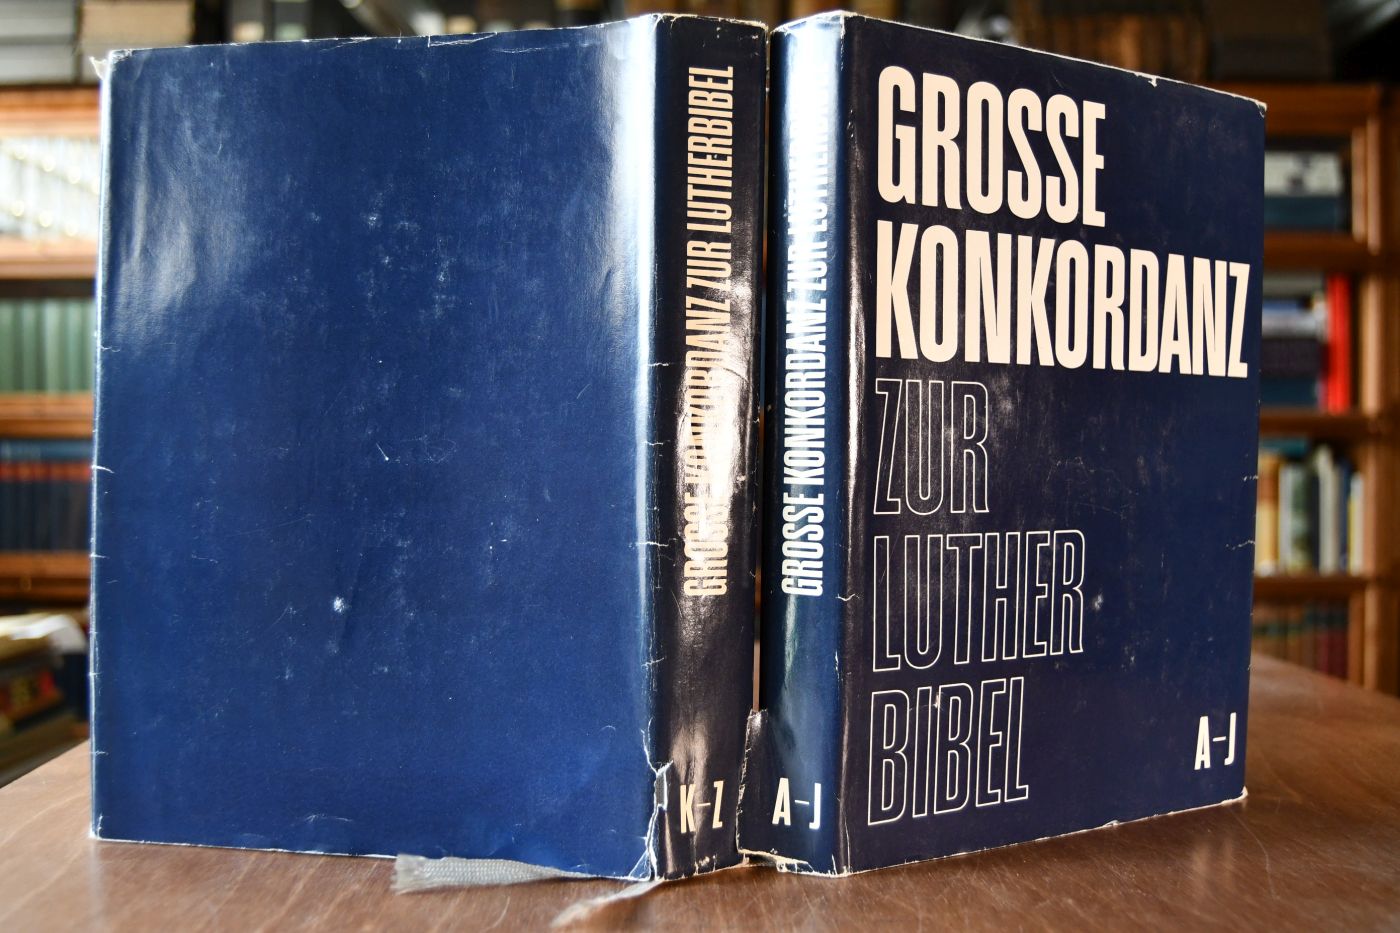 GROSSE KONKORDANZ ZUR LUTHERBIBEL
K–Z
GROSSE KONKORDANZ ZUR LUTHERBIBEL
A–J
GROSSE
KONKORDANZ
ZUR
LUTHER
BIBEL
A–J